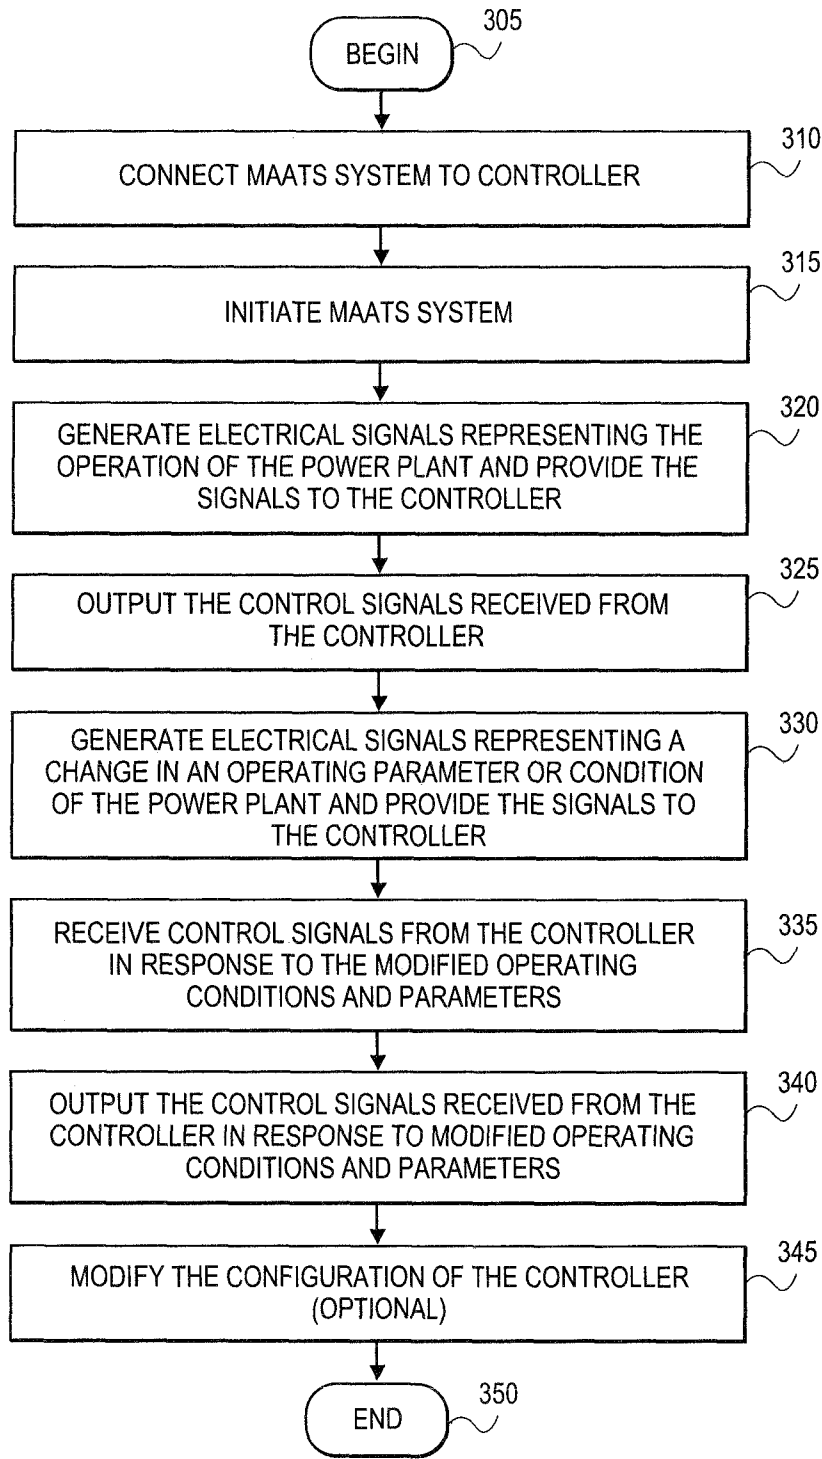 305
BEGIN
310
CONNECT MAATS SYSTEM TO CONTROLLER
315
INITIATE MAATS SYSTEM
320
GENERATE ELECTRICAL SIGNALS REPRESENTING THE
OPERATION OF THE POWER PLANT AND PROVIDE THE
SIGNALS TO THE CONTROLLER
325
OUTPUT THE CONTROL SIGNALS RECEIVED FROM
THE CONTROLLER
330
GENERATE ELECTRICAL SIGNALS REPRESENTING A
CHANGE IN AN OPERATING PARAMETER OR CONDITION
OF THE POWER PLANT AND PROVIDE THE SIGNALS TO
THE CONTROLLER
335
RECEIVE CONTROL SIGNALS FROM THE CONTROLLER
IN RESPONSE TO THE MODIFIED OPERATING
CONDITIONS AND PARAMETERS
340
OUTPUT THE CONTROL SIGNALS RECEIVED FROM THE
CONTROLLER IN RESPONSE TO MODIFIED OPERATING
CONDITIONS AND PARAMETERS
345
MODIFY THE CONFIGURATION OF THE CONTROLLER
(OPTIONAL)
350
END